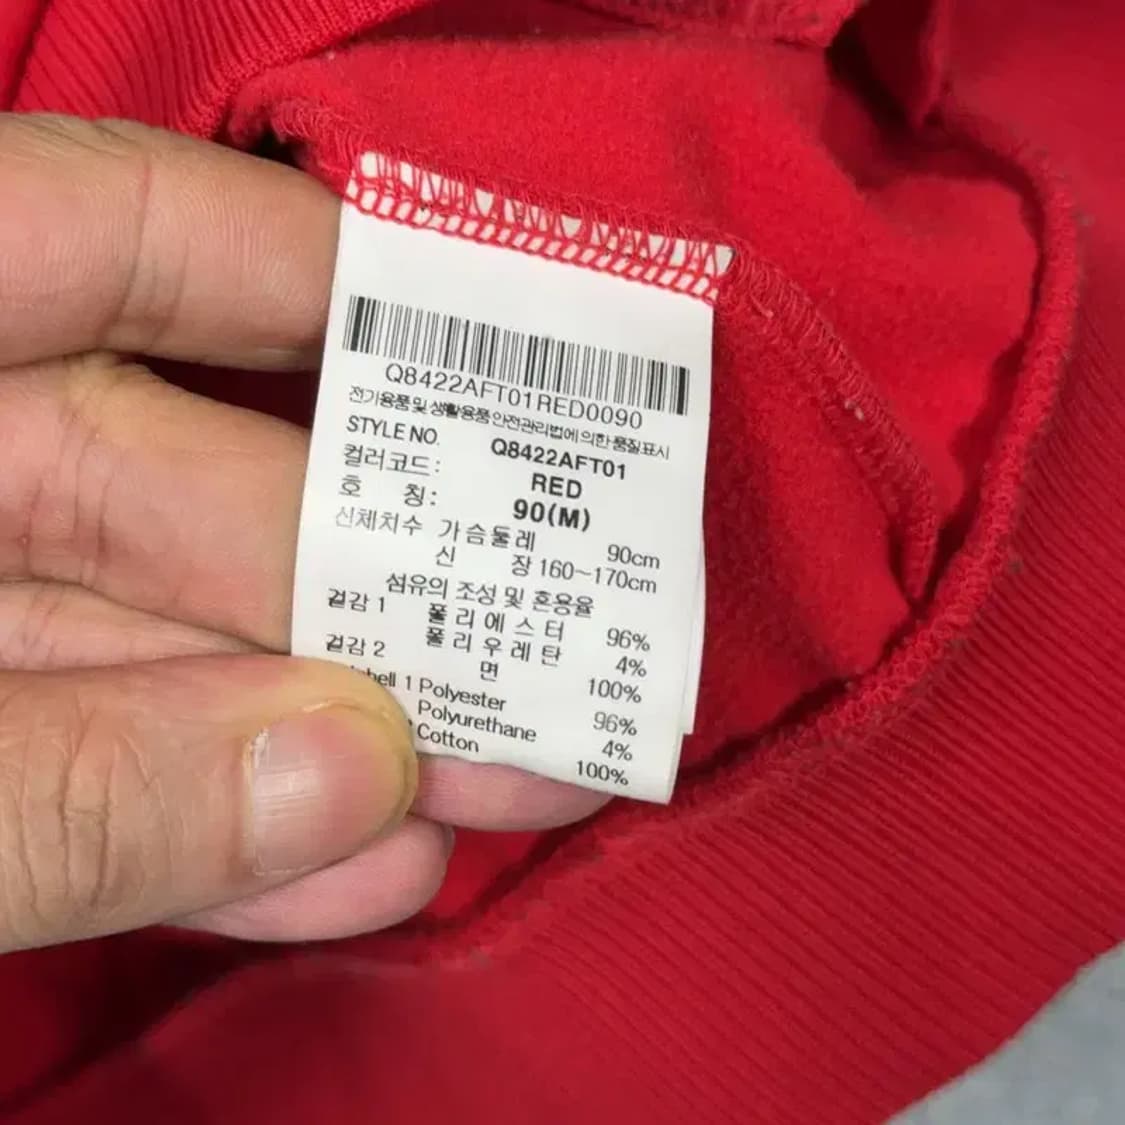 Q8422AFT01RED0090
전기용품 및 생활용품 안전관리법에 의한 품질표시
STYLE NO. Q8422AFT01
컬러코드: RED
호 칭: 90(M)
신체치수 가슴둘레 90cm
신 장 160~170cm
섬유의 조성 및 혼용율
겉감 1 폴리에스터 96%
폴리우레탄 4%
겉감 2 면 100%
hell 1 Polyester 96%
Polyurethane 4%
Cotton 100%